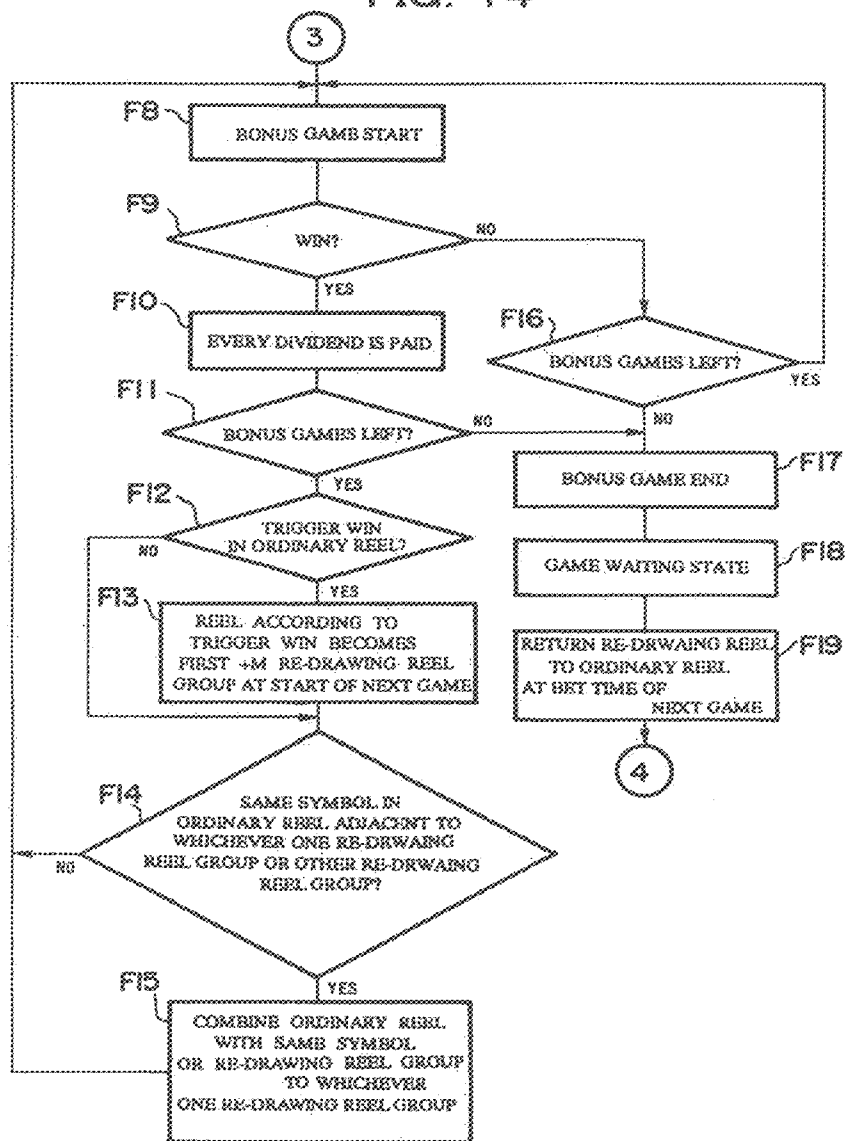 FIG. 14
3
F8
BONUS GAME START
F9
WIN?
NO
YES
F10
EVERY DIVIDEND IS PAID
F16
BONUS GAMES LEFT?
YES
NO
F11
BONUS GAMES LEFT?
NO
YES
F17
BONUS GAME END
F12
TRIGGER WIN
IN ORDINARY REEL?
NO
YES
F18
GAME WAITING STATE
F13
REEL ACCORDING TO
TRIGGER WIN BECOMES
FIRST +M RE-DRAWING REEL
GROUP AT START OF NEXT GAME
F19
RETURN RE-DRWAING REEL
TO ORDINARY REEL
AT BET TIME OF
NEXT GAME
4
F14
SAME SYMBOL IN
ORDINARY REEL ADJACENT TO
WHICHEVER ONE RE-DRWAING
REEL GROUP OR OTHER RE-DRWAING
REEL GROUP?
NO
YES
F15
COMBINE ORDINARY REEL
WITH SAME SYMBOL
OR RE-DRAWING REEL GROUP
TO WHICHEVER
ONE RE-DRAWING REEL GROUP